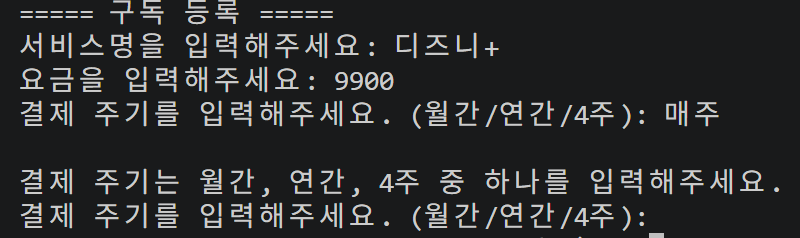 ===== 구독 등록 =====
서비스명을 입력해주세요: 디즈니+
요금을 입력해주세요: 9900
결제 주기를 입력해주세요. (월간/연간/4주): 매주
결제 주기는 월간, 연간, 4주 중 하나를 입력해주세요.
결제 주기를 입력해주세요. (월간/연간/4주):